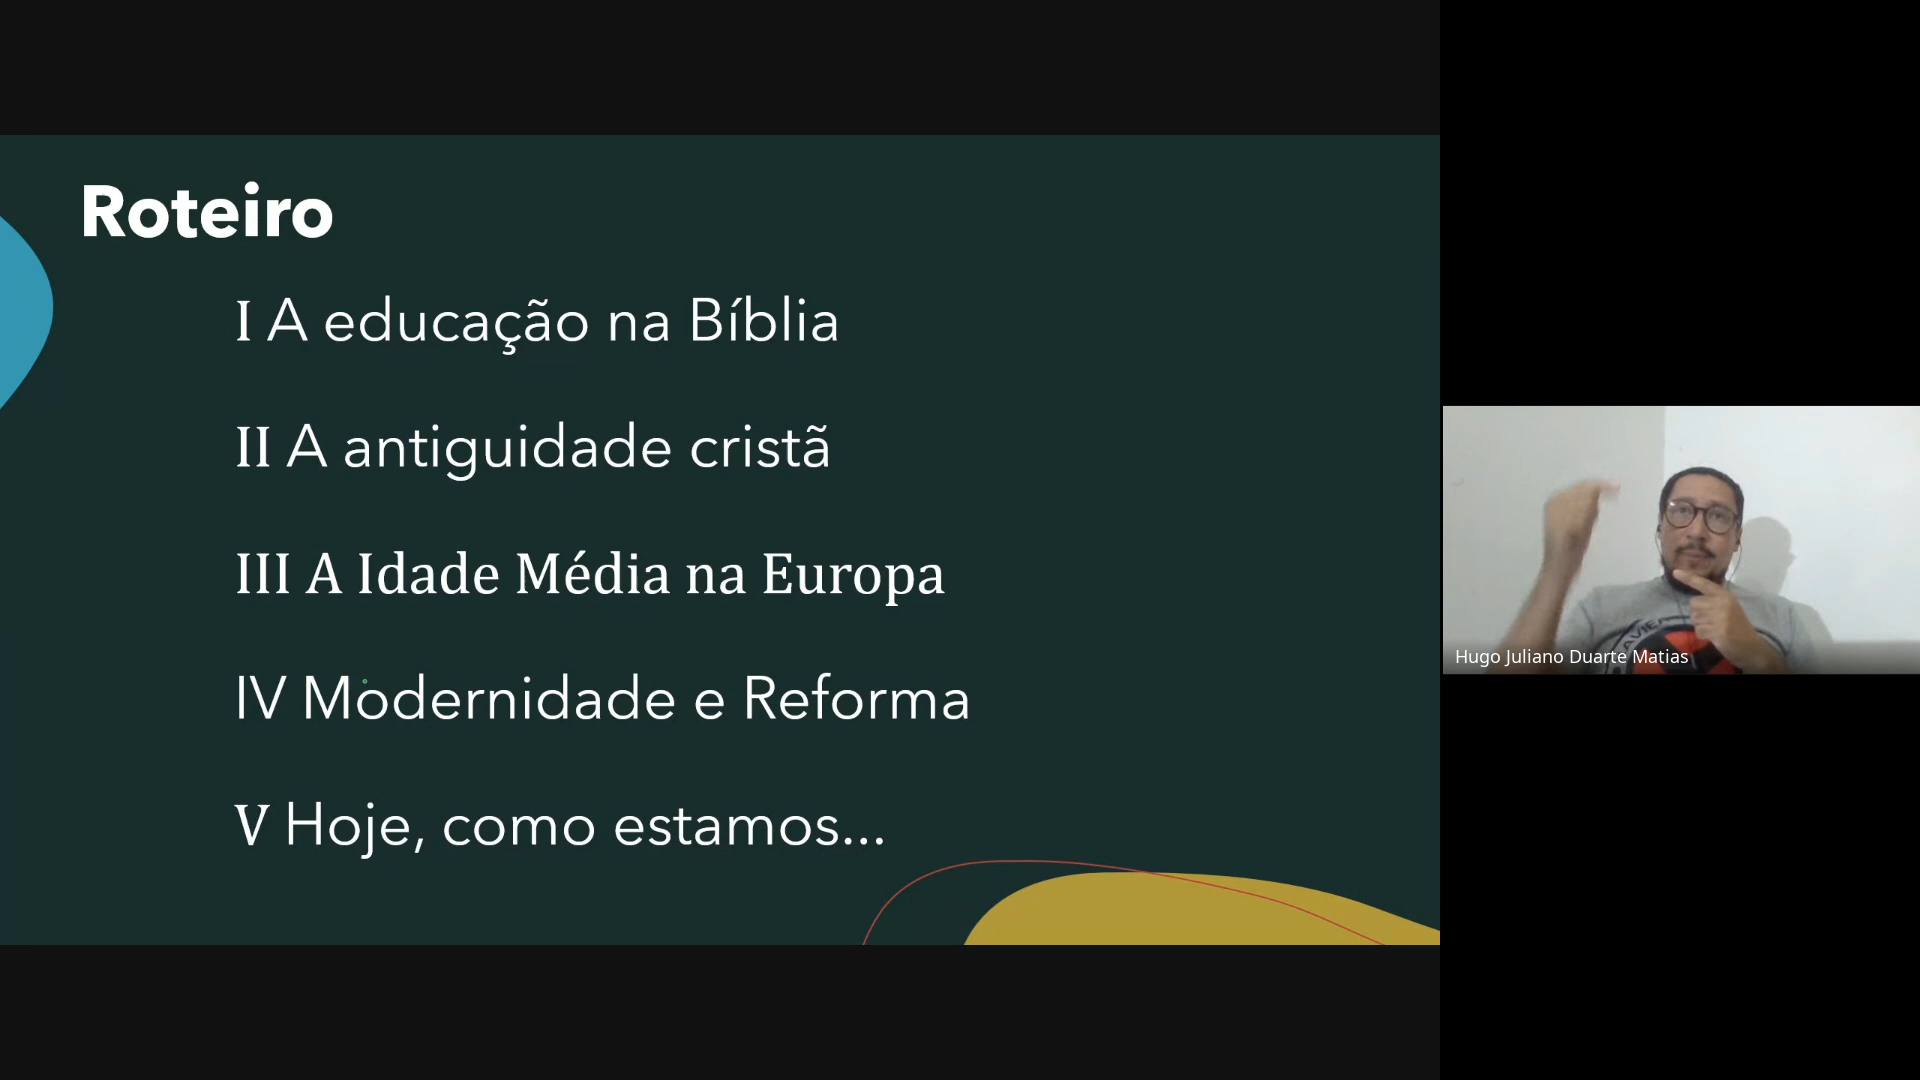 Roteiro
I A educação na Bíblia
II A antiguidade cristã
III A Idade Média na Europa
IV Modernidade e Reforma
V Hoje, como estamos...
Hugo Juliano Duarte Matias